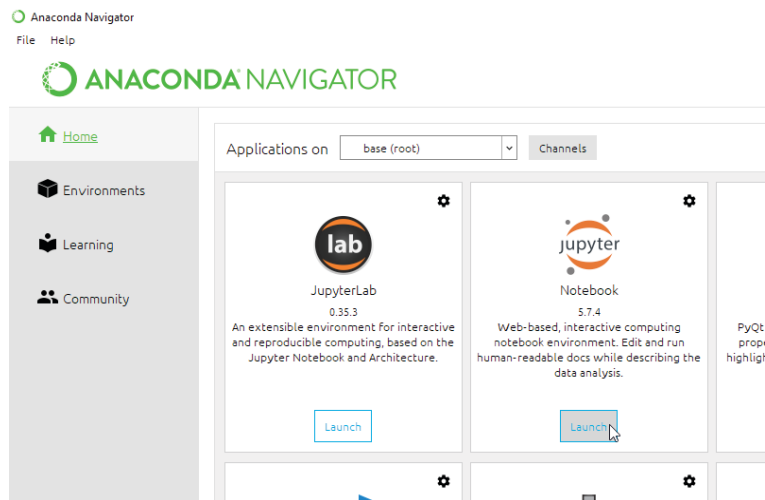 Anaconda Navigator
File Help
ANACONDA NAVIGATOR
Home
Environments
Learning
Community
Applications on base (root) Channels
lab
JupyterLab
0.35.3
An extensible environment for interactive
and reproducible computing, based on the
Jupyter Notebook and Architecture.
Launch
jupyter
Notebook
5.7.4
Web-based, interactive computing
notebook environment. Edit and run
human-readable docs while describing the
data analysis.
Launch
PyQt
prope
highligh